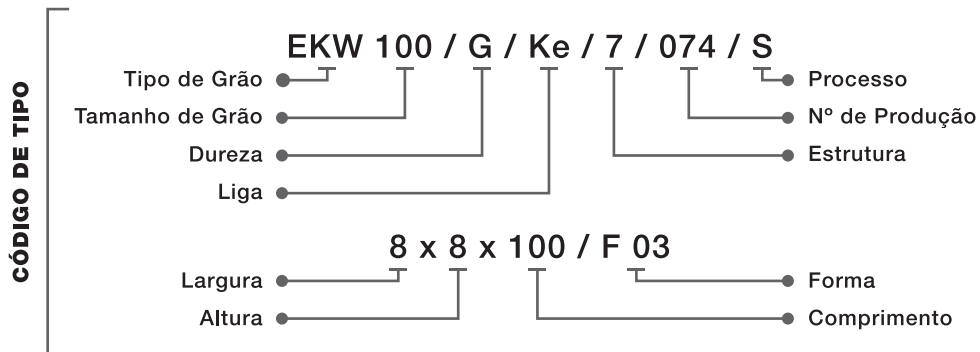 CÓDIGO DE TIPO
EKW 100 / G / Ke / 7 / 074 / S
Tipo de Grão
Processo
Tamanho de Grão
Nº de Produção
Dureza
Estrutura
Liga
8 x 8 x 100 / F 03
Largura
Forma
Altura
Comprimento